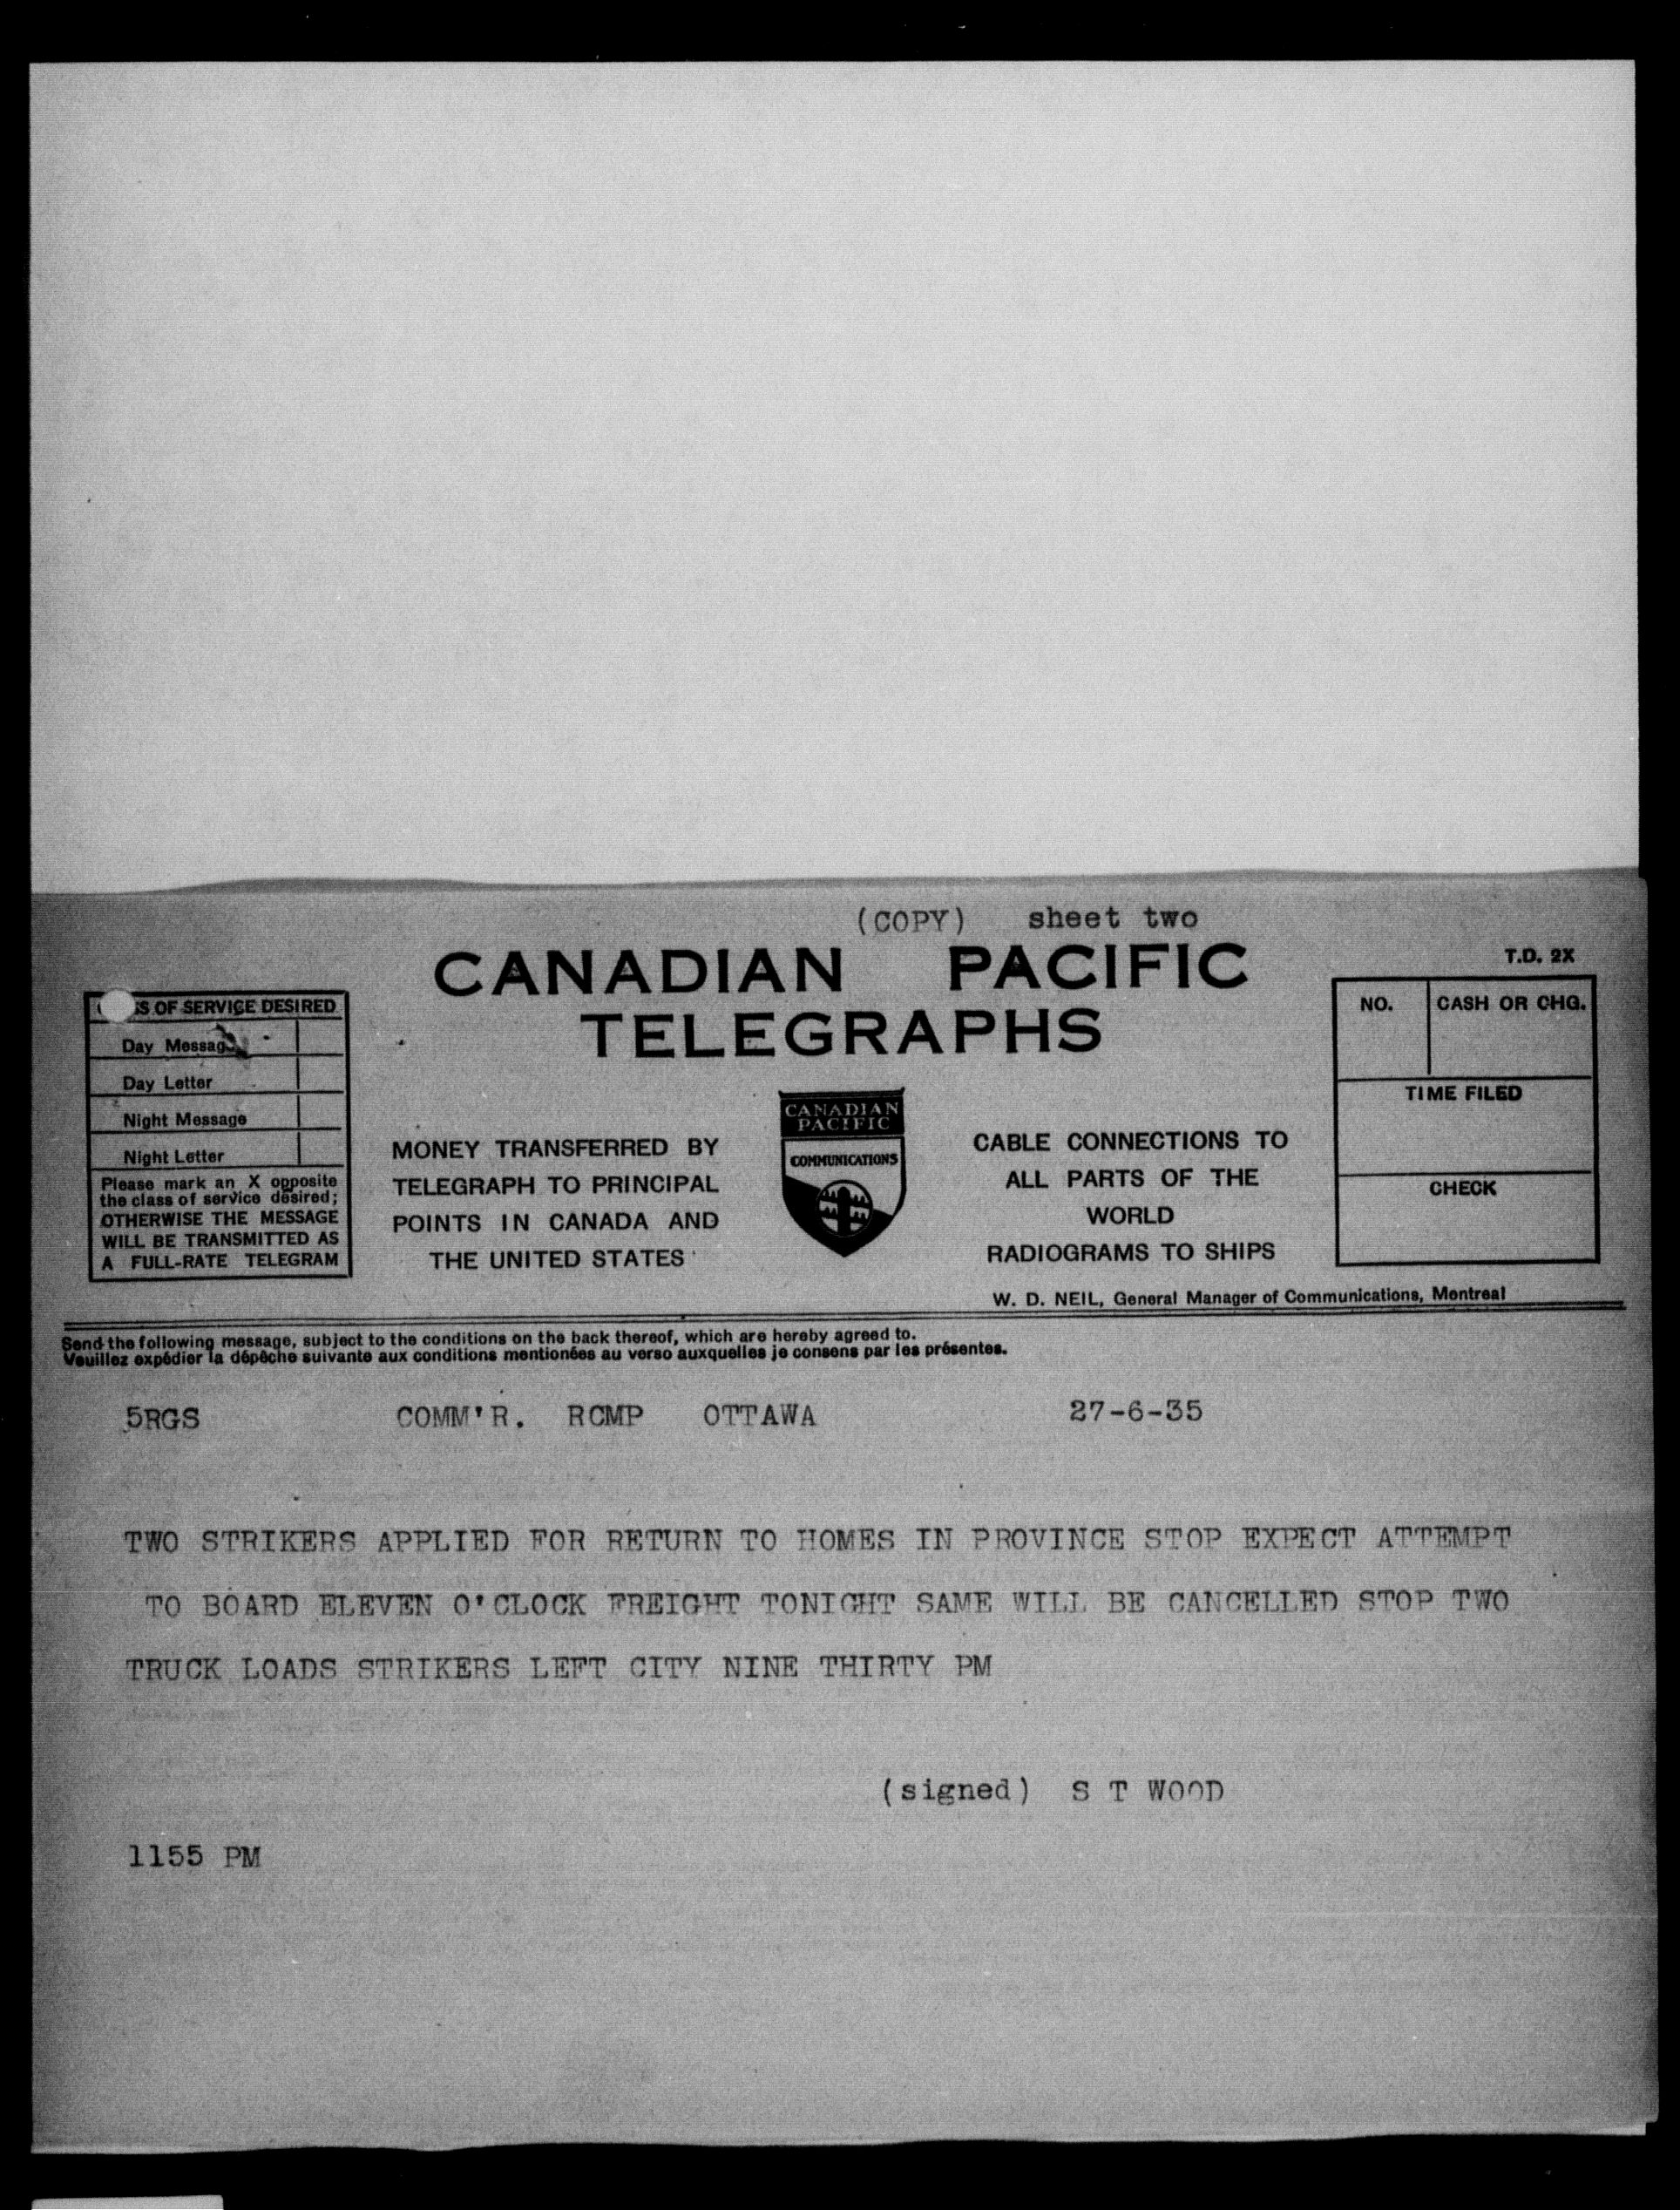 (COPY) sheet two
CANADIAN PACIFIC
TELEGRAPHS
T.D. 2X
SS OF SERVICE DESIRED
Day Message
Day Letter
Night Message
Night Letter
Please mark an X opposite
the class of service desired;
OTHERWISE THE MESSAGE
WILL BE TRANSMITTED AS
A FULL-RATE TELEGRAM
MONEY TRANSFERRED BY
TELEGRAPH TO PRINCIPAL
POINTS IN CANADA AND
THE UNITED STATES
CANADIAN
PACIFIC
COMMUNICATIONS
CABLE CONNECTIONS TO
ALL PARTS OF THE
WORLD
RADIOGRAMS TO SHIPS
NO. CASH OR CHG.
TIME FILED
CHECK
W. D. NEIL, General Manager of Communications, Montreal
Send the following message, subject to the conditions on the back thereof, which are hereby agreed to.
Veuillez expédier la dépêche suivante aux conditions mentionées au verso auxquelles je consens par les présentes.
5RGS COMM'R. RCMP OTTAWA 27-6-35
TWO STRIKERS APPLIED FOR RETURN TO HOMES IN PROVINCE STOP EXPECT ATTEMPT
TO BOARD ELEVEN O'CLOCK FREIGHT TONIGHT SAME WILL BE CANCELLED STOP TWO
TRUCK LOADS STRIKERS LEFT CITY NINE THIRTY PM
(signed) S T WOOD
1155 PM